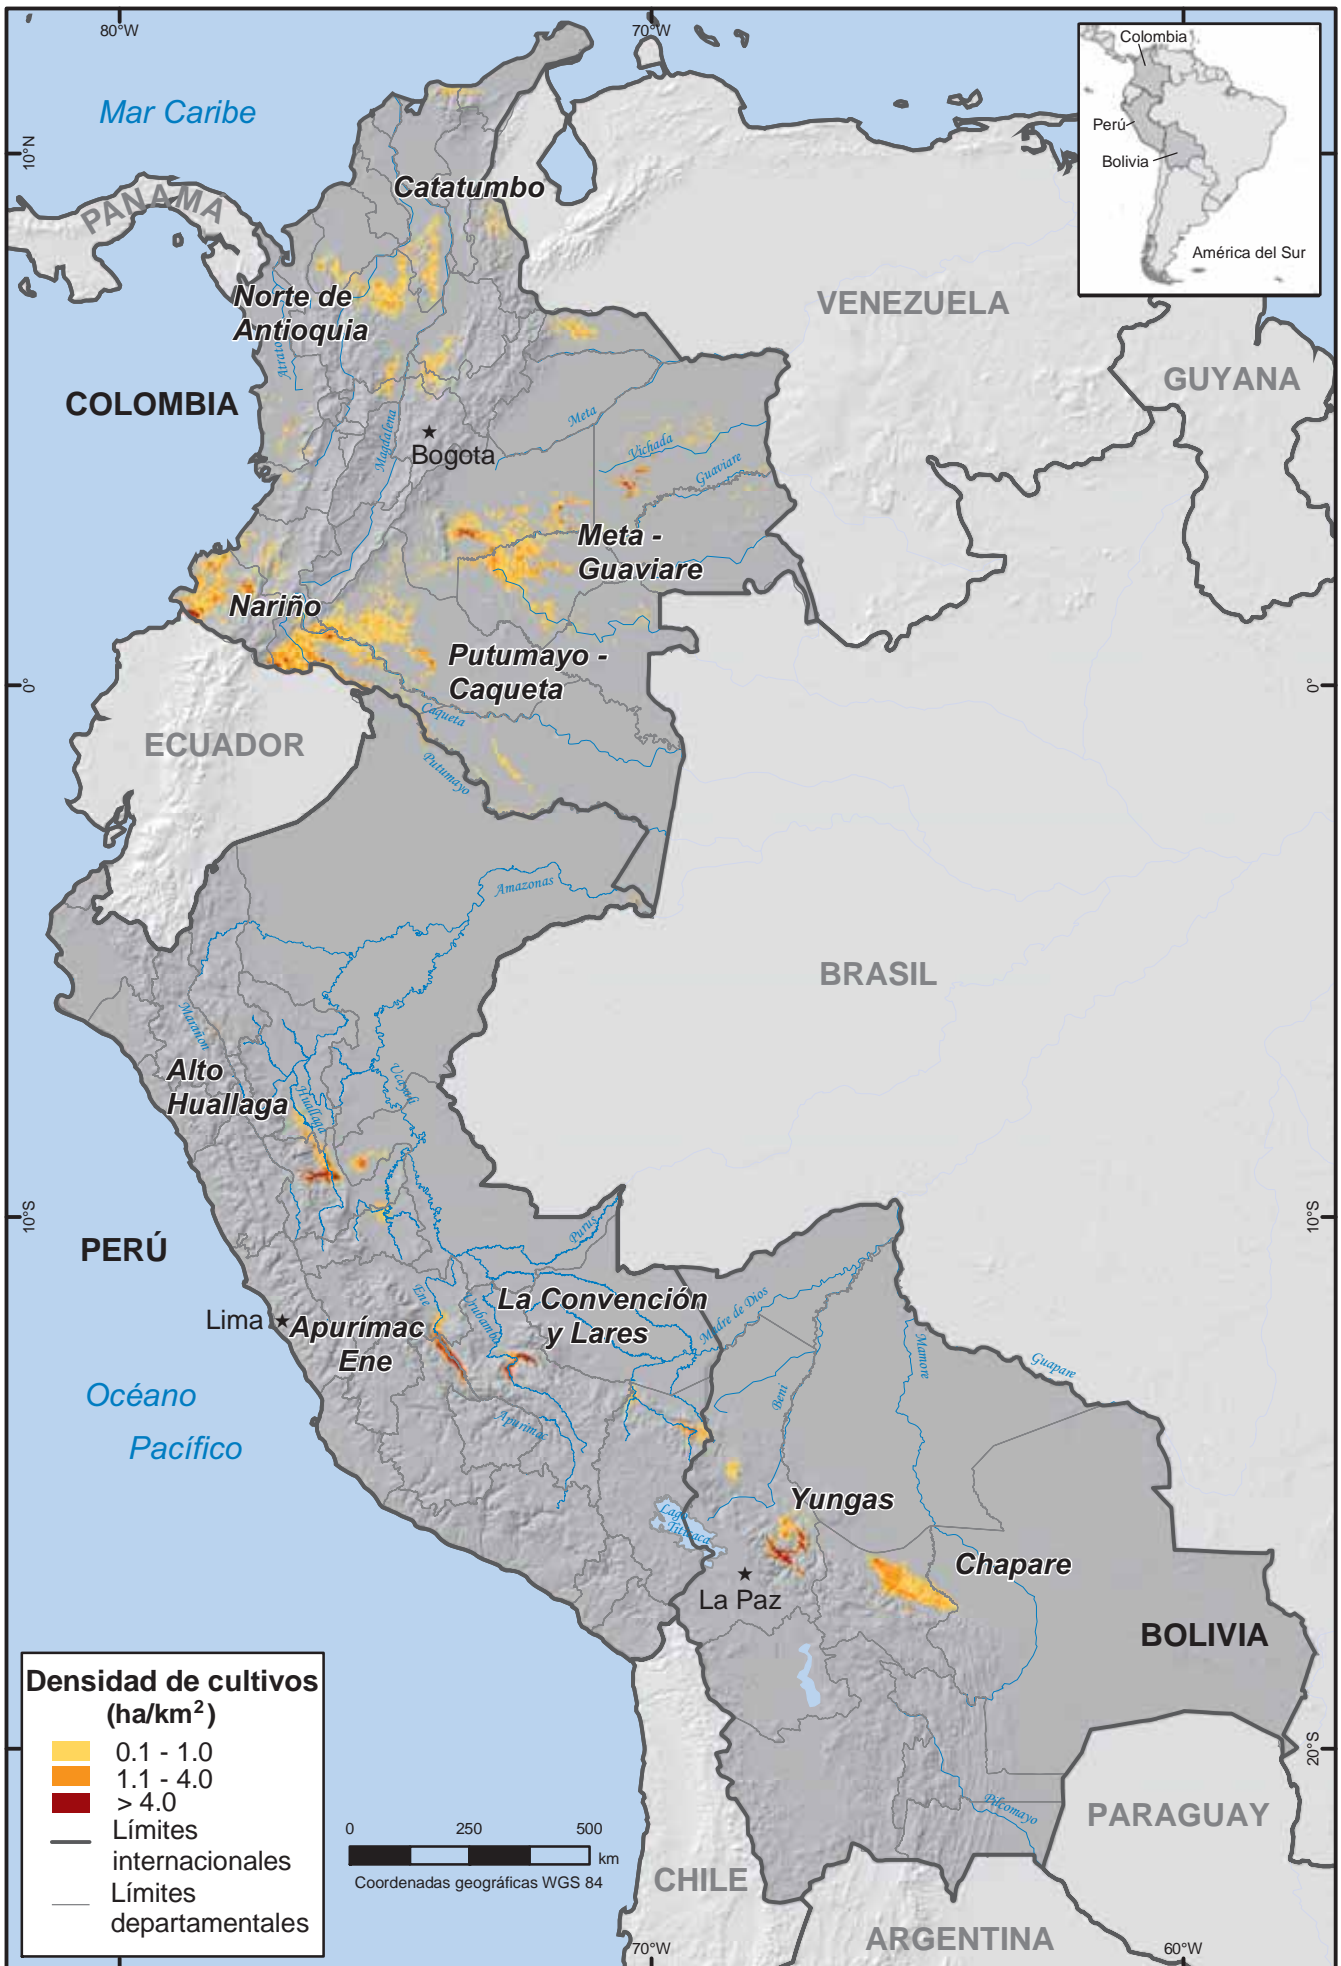 80°W
70°W
Colombia
Perú
Bolivia
América del Sur
Mar Caribe
10°N
PANAMÁ
Catatumbo
Norte de
Antioquia
Atrato
VENEZUELA
GUYANA
COLOMBIA
Magdalena
Bogota
Meta
Vichada
Guaviare
Meta -
Guaviare
Nariño
Putumayo -
Caqueta
0°
0°
ECUADOR
Caqueta
Putumayo
Amazonas
BRASIL
Marañon
Alto
Huallaga
Huallaga
Ucayali
10°S
10°S
PERÚ
Purus
Lima
Apurímac
Ene
Ene
Urubamba
La Convención
y Lares
Madre de Dios
Mamore
Guapare
Beni
Océano
Pacífico
Apurimac
Yungas
Lago
Titicaca
La Paz
Chapare
BOLIVIA
Densidad de cultivos
(ha/km²)
0.1 - 1.0
1.1 - 4.0
> 4.0
Límites
internacionales
Límites
departamentales
0 250 500
km
Coordenadas geográficas WGS 84
20°S
Pilcomayo
PARAGUAY
CHILE
ARGENTINA
70°W
60°W